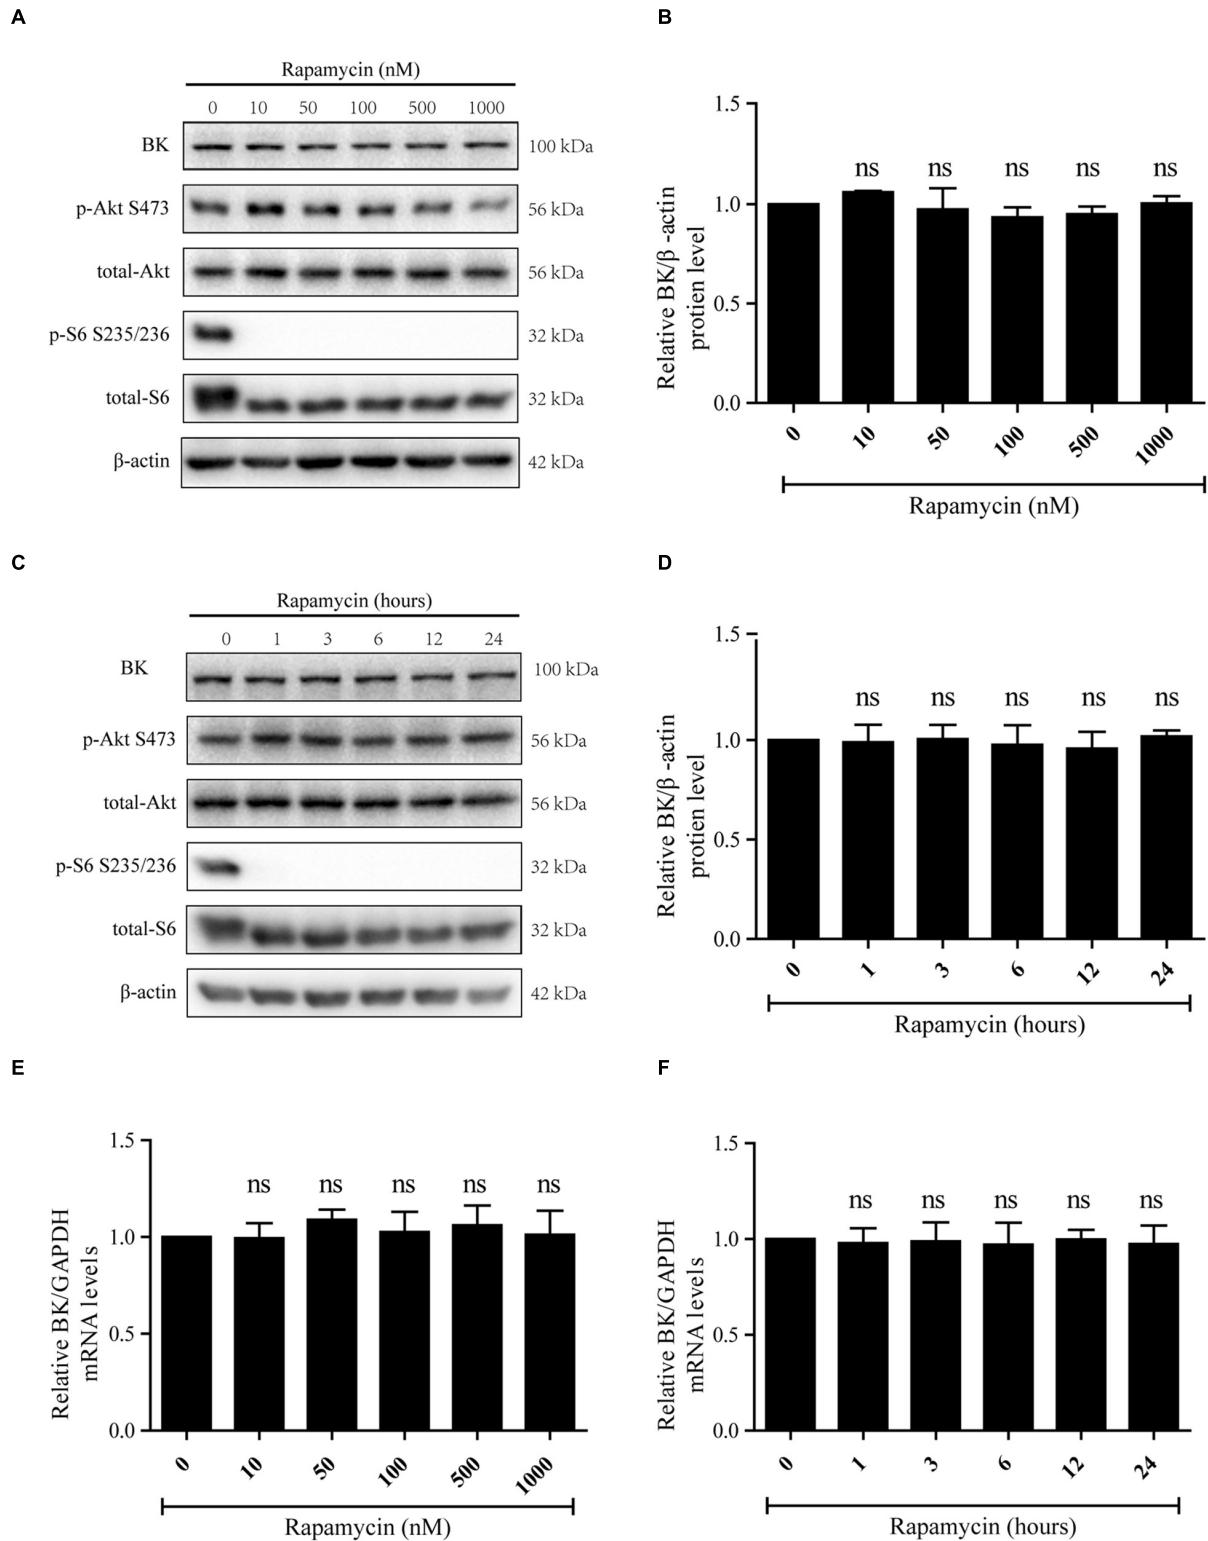 A
Rapamycin (nM)
0 10 50 100 500 1000
BK 100 kDa
p-Akt S473 56 kDa
total-Akt 56 kDa
p-S6 S235/236 32 kDa
total-S6 32 kDa
β-actin 42 kDa
B
Relative BK/β -actin
protien level
1.5
1.0
0.5
0.0
ns ns ns ns ns
0 10 50 100 500 1000
Rapamycin (nM)
C
Rapamycin (hours)
0 1 3 6 12 24
BK 100 kDa
p-Akt S473 56 kDa
total-Akt 56 kDa
p-S6 S235/236 32 kDa
total-S6 32 kDa
β-actin 42 kDa
D
Relative BK/β -actin
protien level
1.5
1.0
0.5
0.0
ns ns ns ns ns
0 1 3 6 12 24
Rapamycin (hours)
E
Relative BK/GAPDH
mRNA levels
1.5
1.0
0.5
0.0
ns ns ns ns ns
0 10 50 100 500 1000
Rapamycin (nM)
F
Relative BK/GAPDH
mRNA levels
1.5
1.0
0.5
0.0
ns ns ns ns ns
0 1 3 6 12 24
Rapamycin (hours)